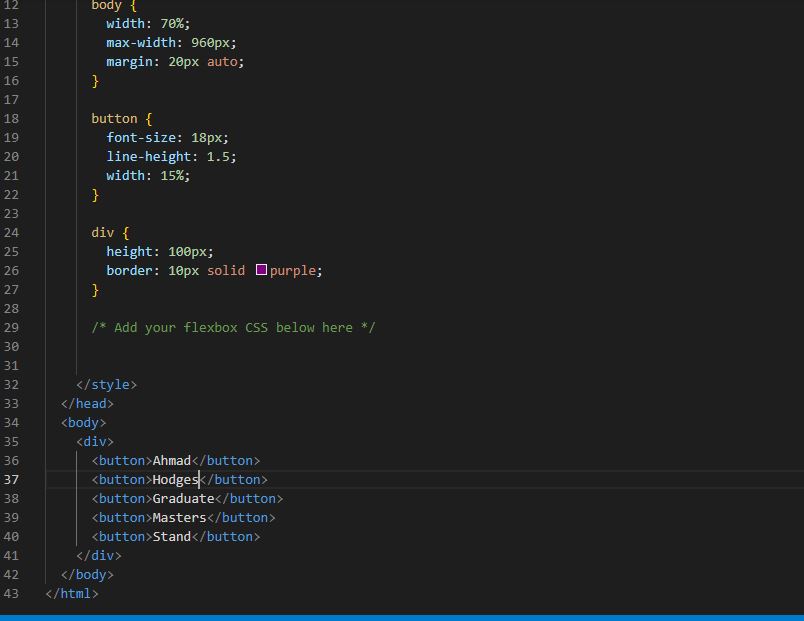 12 body {
13 width: 70%;
14 max-width: 960px;
15 margin: 20px auto;
16 }
17
18 button {
19 font-size: 18px;
20 line-height: 1.5;
21 width: 15%;
22 }
23
24 div {
25 height: 100px;
26 border: 10px solid purple;
27 }
28
29 /* Add your flexbox CSS below here */
30
31
32 </style>
33 </head>
34 <body>
35 <div>
36 <button>Ahmad</button>
37 <button>Hodges</button>
38 <button>Graduate</button>
39 <button>Masters</button>
40 <button>Stand</button>
41 </div>
42 </body>
43 </html>